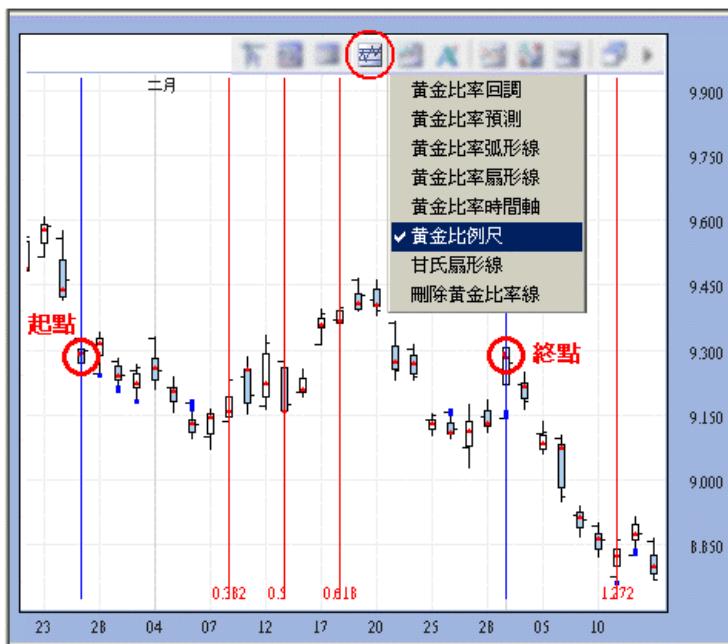 二月
黃金比率回調
黃金比率預測
黃金比率弧形線
黃金比率扇形線
黃金比率時間軸
黃金比例尺
甘氏扇形線
刪除黃金比率線
起點
終點
9.900
9.750
9.600
9.450
9.300
9.150
9.000
8.850
0.382
0.5
0.618
1.272
23
28
04
07
12
17
20
25
28
05
10